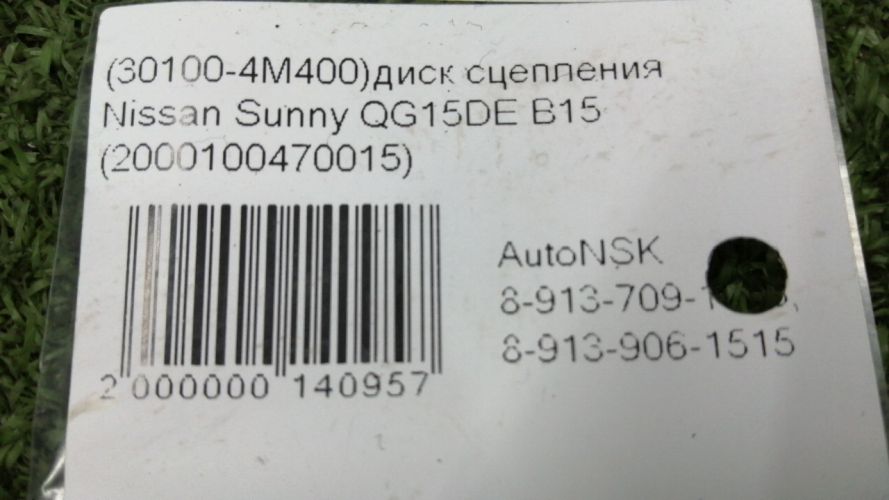 (30100-4M400)диск сцепления
Nissan Sunny QG15DE B15
(2000100470015)
2 000000 140957
AutoNSK
8-913-709-
8-913-906-1515